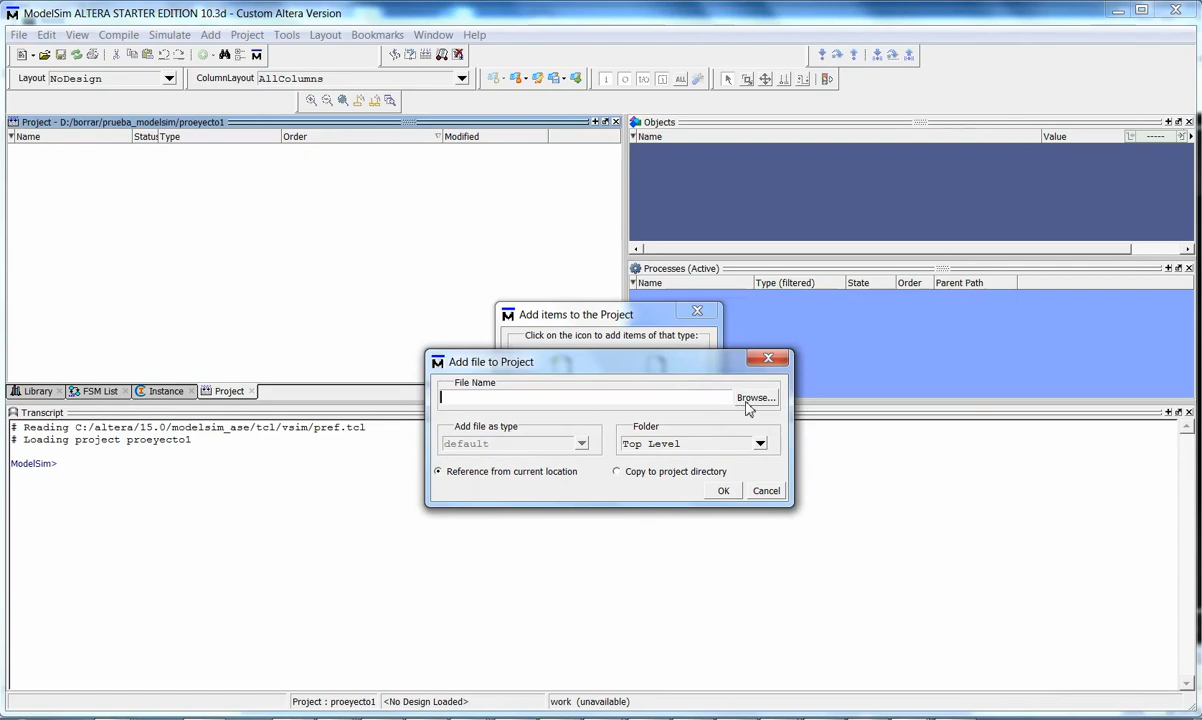 ModelSim ALTERA STARTER EDITION 10.3d - Custom Altera Version
File Edit View Compile Simulate Add Project Tools Layout Bookmarks Window Help
Layout NoDesign ColumnLayout AllColumns
Project - D:/borrar/prueba_modelsim/proeyecto1
Name Status Type Order Modified
Objects
Name Value
Processes (Active)
Name Type (filtered) State Order Parent Path
Add items to the Project
Click on the icon to add items of that type:
Add file to Project
File Name
Browse...
Add file as type Folder
default Top Level
Reference from current location Copy to project directory
OK Cancel
Library FSM List Instance Project
Transcript
# Reading C:/altera/15.0/modelsim_ase/tcl/vsim/pref.tcl
# Loading project proeyecto1
ModelSim>
Project : proeyecto1 <No Design Loaded> work (unavailable)